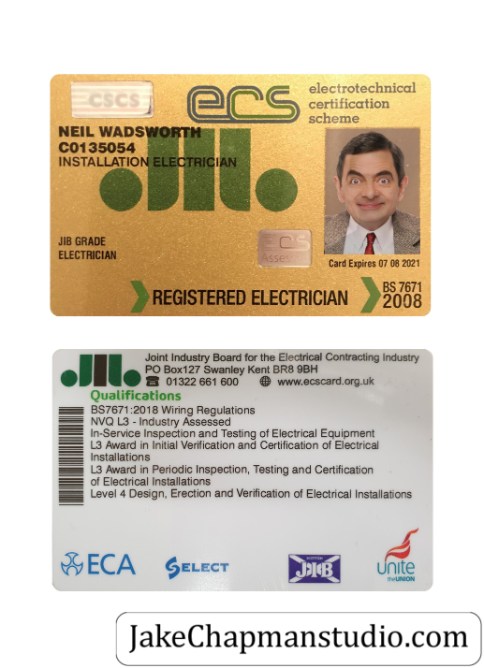 CSCS
ecs
electrotechnical
certification
scheme
NEIL WADSWORTH
C0135054
INSTALLATION ELECTRICIAN
JIB
JIB GRADE
ELECTRICIAN
ecs
Card Expires 07 08 2021
REGISTERED ELECTRICIAN
BS 7671
2008
JIB
Joint Industry Board for the Electrical Contracting Industry
PO Box127 Swanley Kent BR8 9BH
01322 661 600 www.ecscard.org.uk
Qualifications
BS7671:2018 Wiring Regulations
NVQ L3 - Industry Assessed
In-Service Inspection and Testing of Electrical Equipment
L3 Award in Initial Verification and Certification of Electrical
Installations
L3 Award in Periodic Inspection, Testing and Certification
of Electrical Installations
Level 4 Design, Erection and Verification of Electrical Installations
ECA
SELECT
JIB
unite
the UNION
JakeChapmanstudio.com